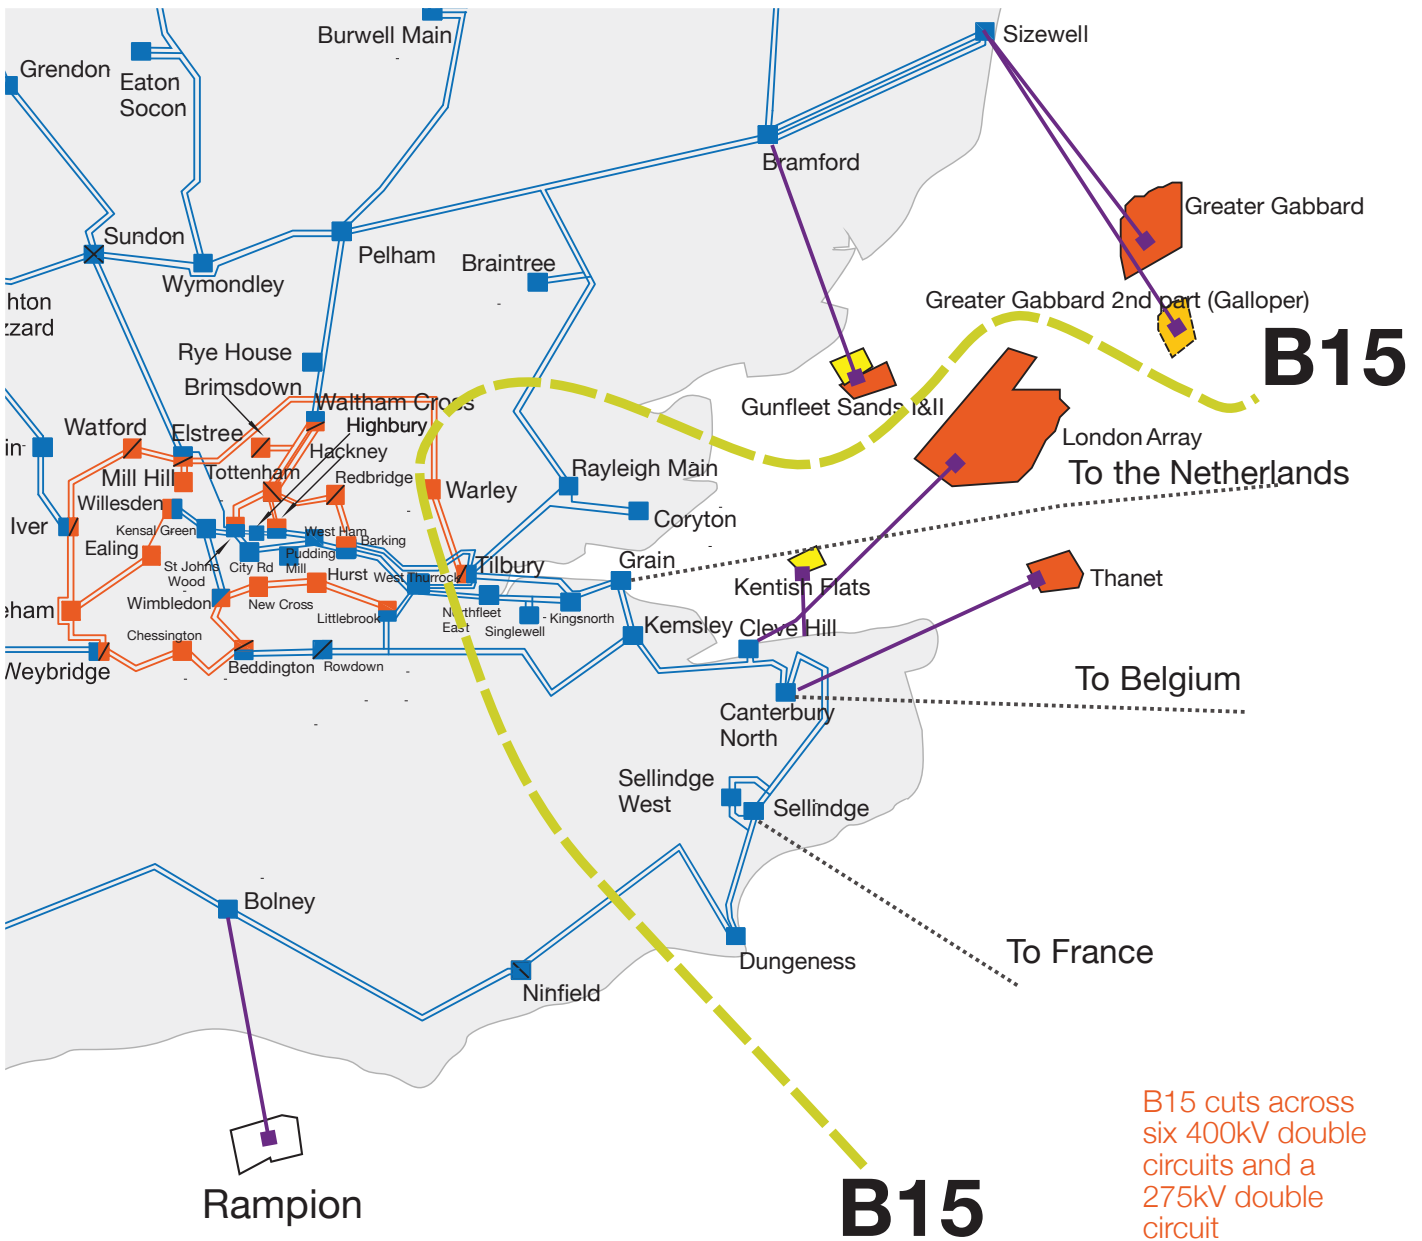 Burwell Main
Sizewell
Grendon
Eaton
Socon
Bramford
Greater Gabbard
Sundon
Pelham
Braintree
Wymondley
Greater Gabbard 2nd part (Galloper)
hton
zzard
B15
Rye House
Brimsdown
Waltham Cross
Gunfleet Sands I&II
Highbury
Watford
Elstree
London Array
in
Hackney
To the Netherlands
Mill Hill
Tottenham
Redbridge
Rayleigh Main
Warley
Willesden
Coryton
Iver
Kensal Green
West Ham
Barking
Ealing
Pudding
Mill
St Johns
Wood
City Rd
Tilbury
Grain
West Thurrock
Hurst
Thanet
Kentish Flats
eham
Wimbledon
New Cross
Littlebrook
Northfleet
East
Singlewell
Kingsnorth
Kemsley
Cleve Hill
Chessington
Weybridge
Beddington
Rowdown
To Belgium
Canterbury
North
Sellindge
West
Sellindge
Bolney
To France
Dungeness
Ninfield
Rampion
B15
B15 cuts across
six 400kV double
circuits and a
275kV double
circuit